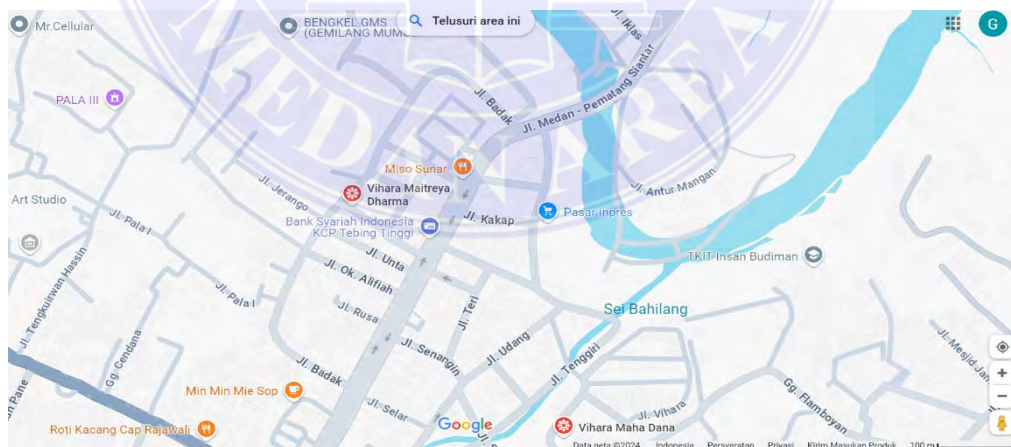 Mr.Cellular
BENGKEL GMS
(GEMILANG MUM
Telusuri area ini
G
Jl. Iklas
PALA III
Jl. Badak
Jl. Medan - Pematang Siantar
Miso Sunar
Jl. Jerango
Vihara Maitreya
Dharma
Jl. Antur Mangan
Art Studio
Jl. Pala I
Bank Syariah Indonesia
KCP Tebing Tinggi
Jl. Kakap
Pasar Inpres
Jl. Unta
TKIT Insan Budiman
Jl. Tengkuirwan Hassin
Jl. Ok. Alifiah
Jl. Pala I
Jl. Rusa
Jl. Teri
Sei Bahilang
Gg. Cendana
Jl. Senangin
Jl. Udang
Jl. Mesjid Jam
Jl. Badak
Jl. Tenggiri
Min Min Mie Sop
Gg. Flamboyan
Jl. Selar
Jl. Vihara
Roti Kacang Cap Rajawali
Google
Vihara Maha Dana
Data peta ©2024 Indonesia Persyaratan Privasi Kirim Masukan Produk 100 m
MEDAN AREA